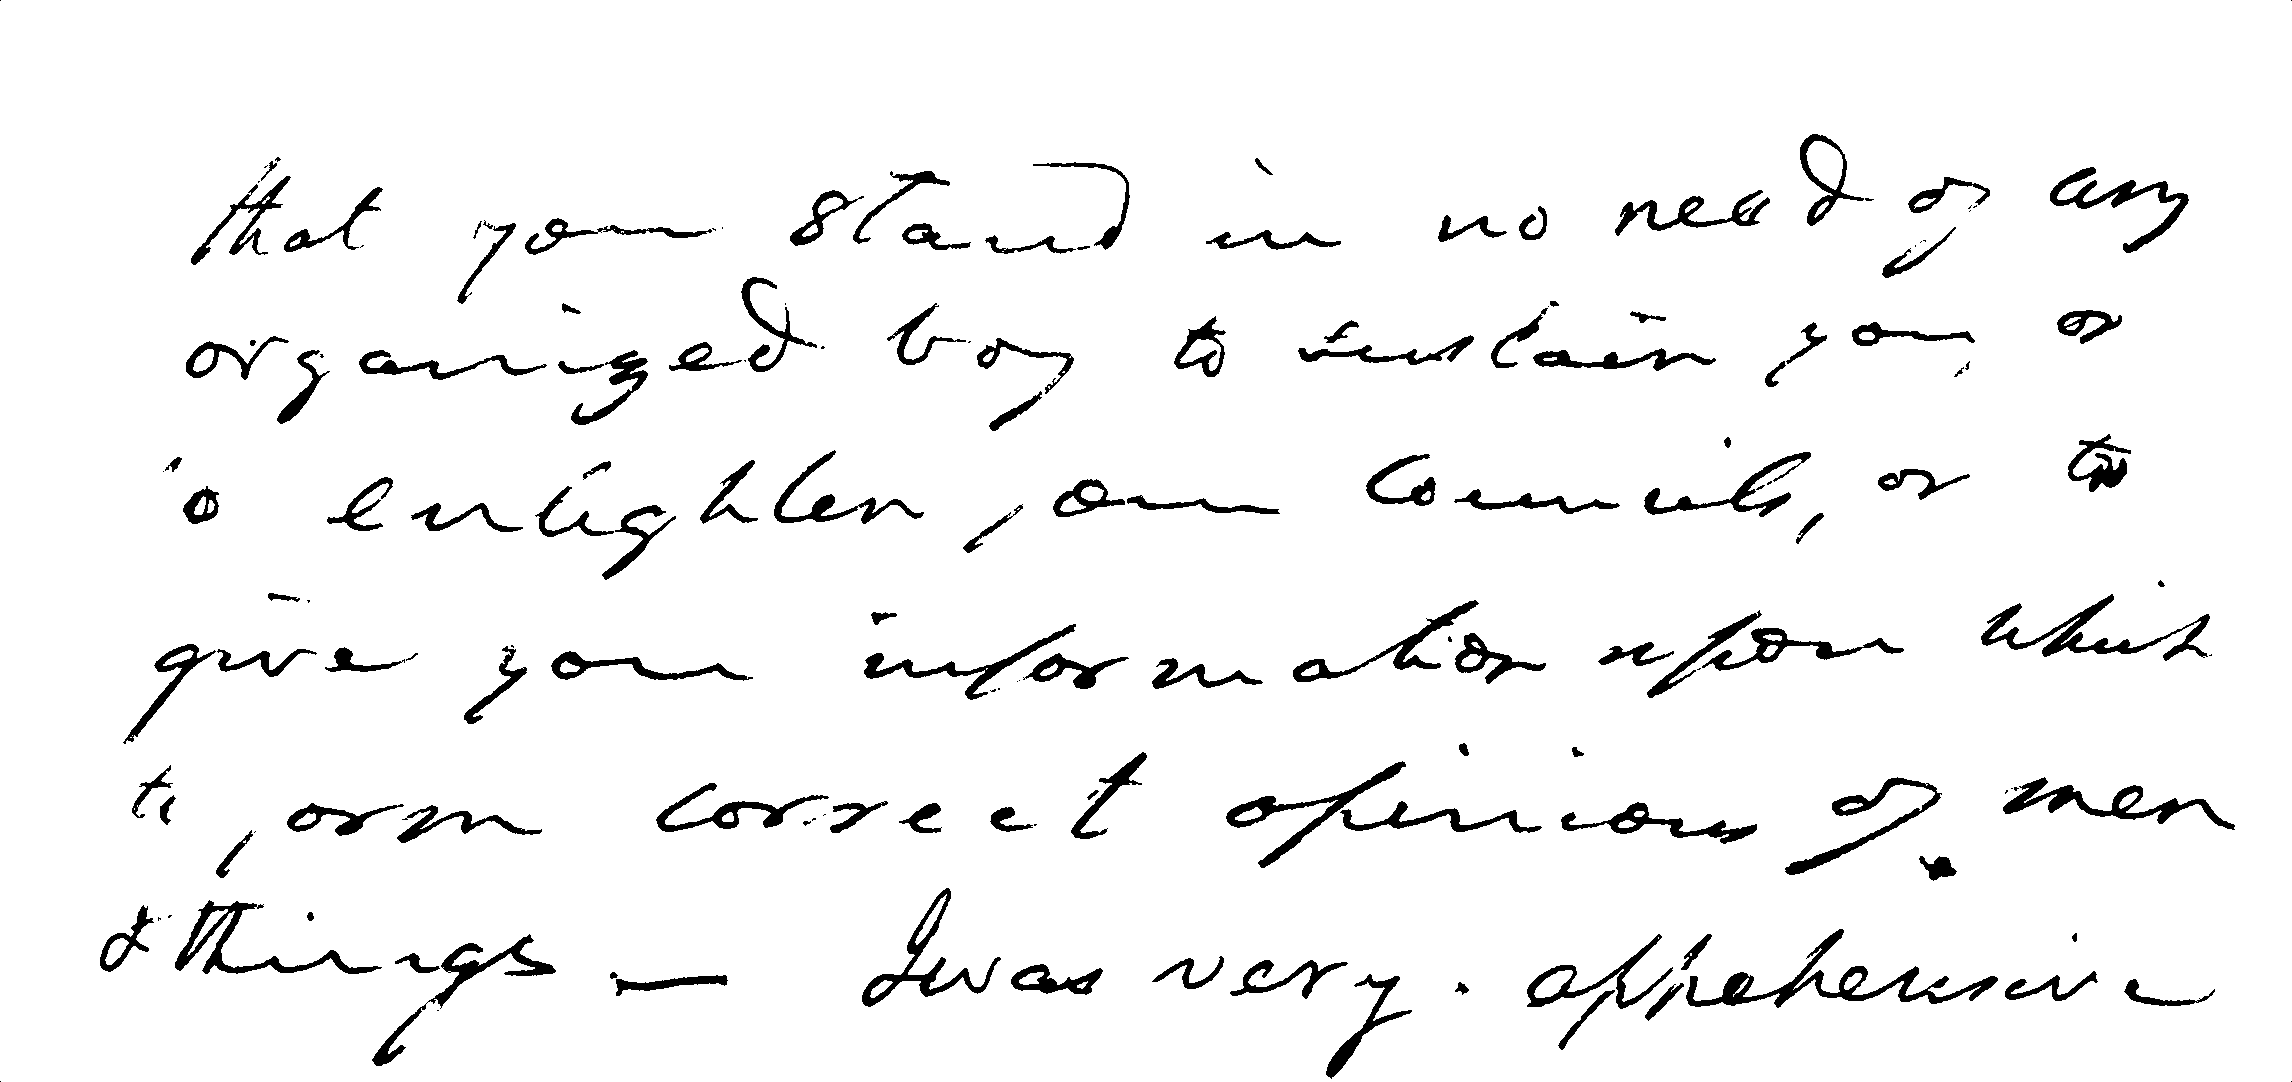 that you stand in no need of any
organized boy to sustain you, or
to enlighten your Councils, or to
give you information upon which
to form correct opinions of men
& things — I was very apprehensive